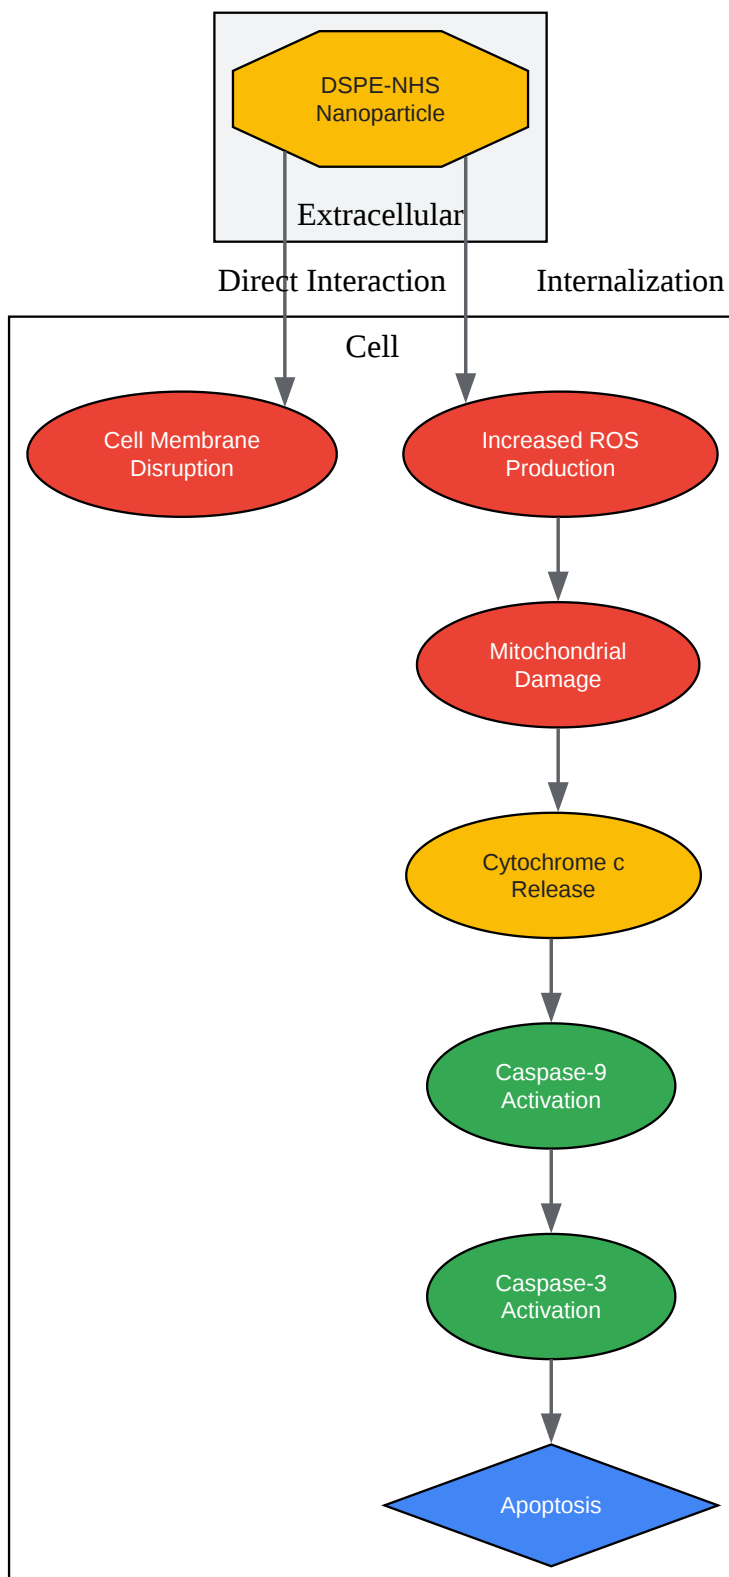 DSPE-NHS
Nanoparticle
Extracellular
Direct Interaction
Internalization
Cell
Cell Membrane
Disruption
Increased ROS
Production
Mitochondrial
Damage
Cytochrome c
Release
Caspase-9
Activation
Caspase-3
Activation
Apoptosis